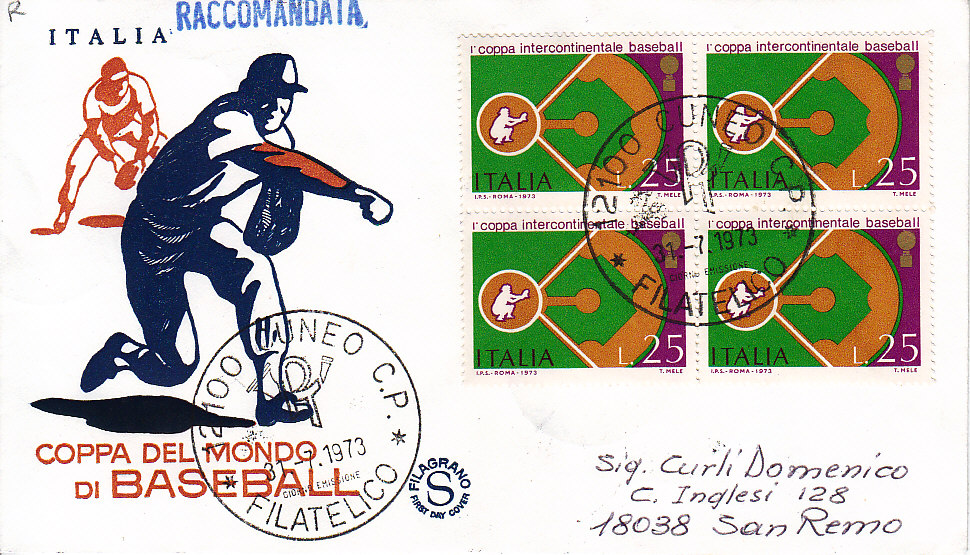 R
RACCOMANDATA
ITALIA
I° coppa intercontinentale baseball
ITALIA L. 25
I.P.S. - ROMA - 1973 T. MELE
I° coppa intercontinentale baseball
ITALIA L. 25
I.P.S. - ROMA - 1973 T. MELE
I° coppa intercontinentale baseball
ITALIA L. 25
I.P.S. - ROMA - 1973 T. MELE
I° coppa intercontinentale baseball
ITALIA L. 25
I.P.S. - ROMA - 1973 T. MELE
12100 CUNEO C.P.
31.-7.1973
GIORNO EMISSIONE
* FILATELICO *
12100 CUNEO C.P.
31.-7.1973
GIORNO EMISSIONE
* FILATELICO *
COPPA DEL MONDO
DI BASEBALL
FILAGRANO
S
FIRST DAY COVER
Sig. Curli Domenico
C. Inglesi 128
18038 San Remo